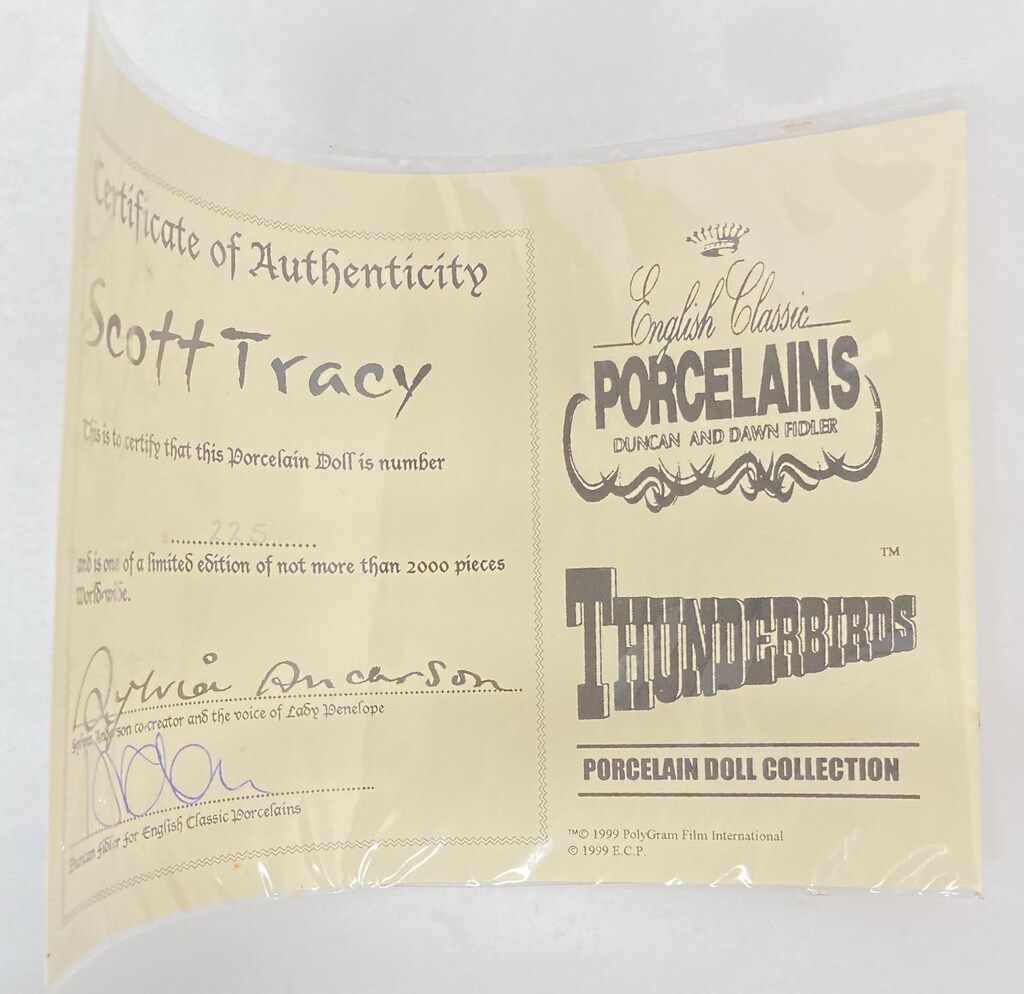 Certificate of Authenticity
Scott Tracy
This is to certify that this Porcelain Doll is number
225
and is one of a limited edition of not more than 2000 pieces
Worldwide.
Sylvia Anderson
Sylvia Anderson co-creator and the voice of Lady Penelope
Duncan Fidler for English Classic Porcelains
English Classic
PORCELAINS
DUNCAN AND DAWN FIDLER
TM
THUNDERBIRDS
PORCELAIN DOLL COLLECTION
™© 1999 PolyGram Film International
© 1999 E.C.P.